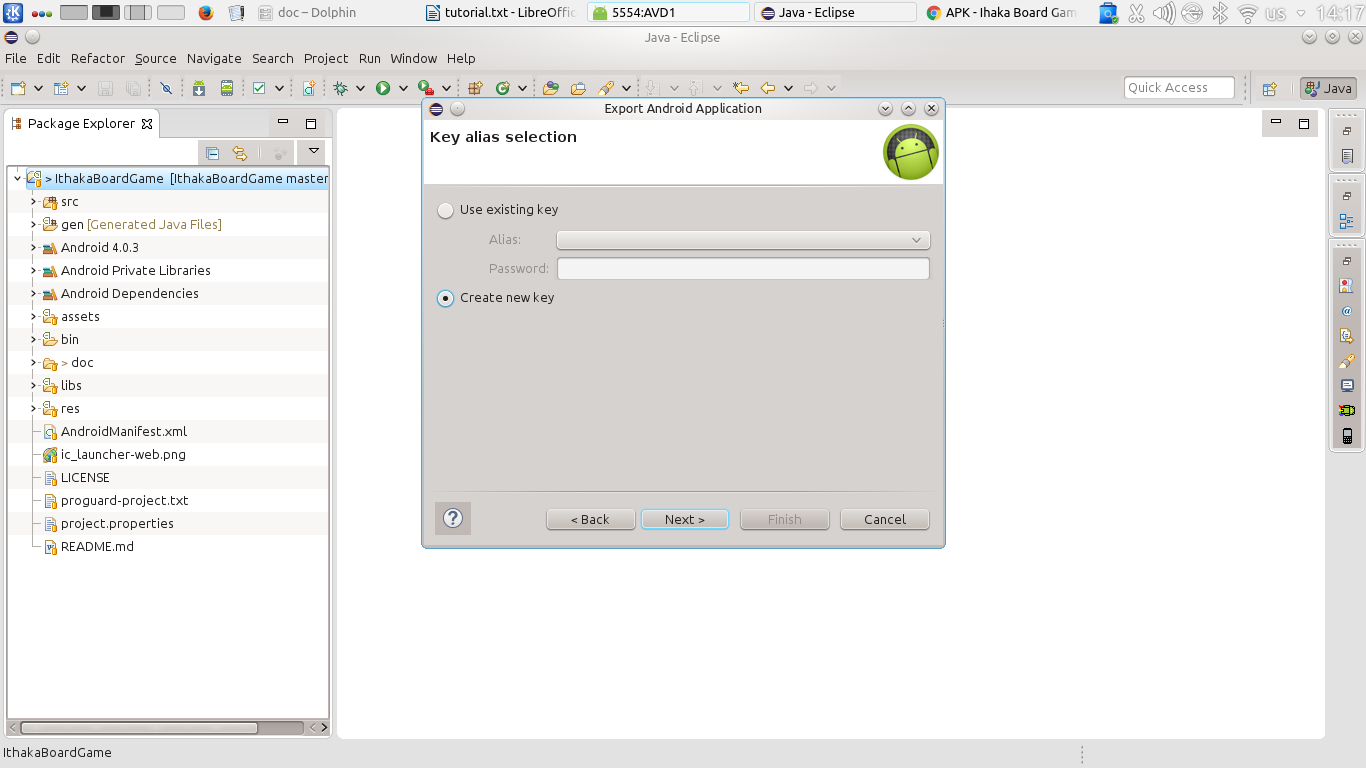 doc – Dolphin
tutorial.txt - LibreOffic
5554:AVD1
Java - Eclipse
APK - Ihaka Board Gam
us
14:17
Java - Eclipse
File Edit Refactor Source Navigate Search Project Run Window Help
Quick Access
Java
Package Explorer
> IthakaBoardGame [IthakaBoardGame master
src
gen [Generated Java Files]
Android 4.0.3
Android Private Libraries
Android Dependencies
assets
bin
> doc
libs
res
AndroidManifest.xml
ic_launcher-web.png
LICENSE
proguard-project.txt
project.properties
README.md
Export Android Application
Key alias selection
Use existing key
Alias:
Password:
Create new key
< Back
Next >
Finish
Cancel
IthakaBoardGame